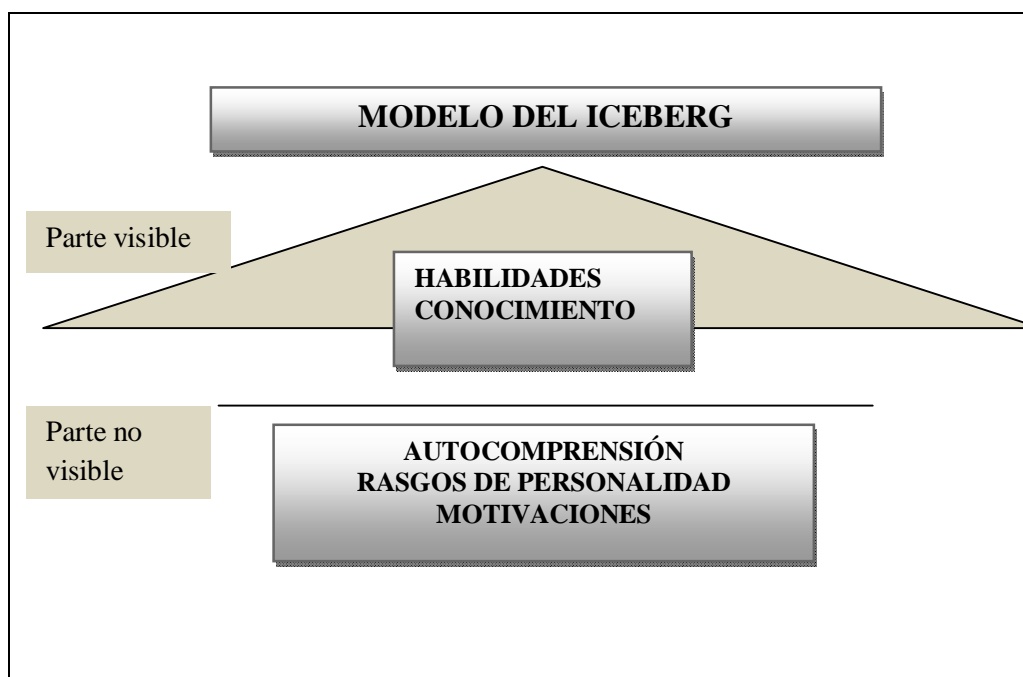 MODELO DEL ICEBERG
Parte visible
HABILIDADES
CONOCIMIENTO
Parte no
visible
AUTOCOMPRENSIÓN
RASGOS DE PERSONALIDAD
MOTIVACIONES